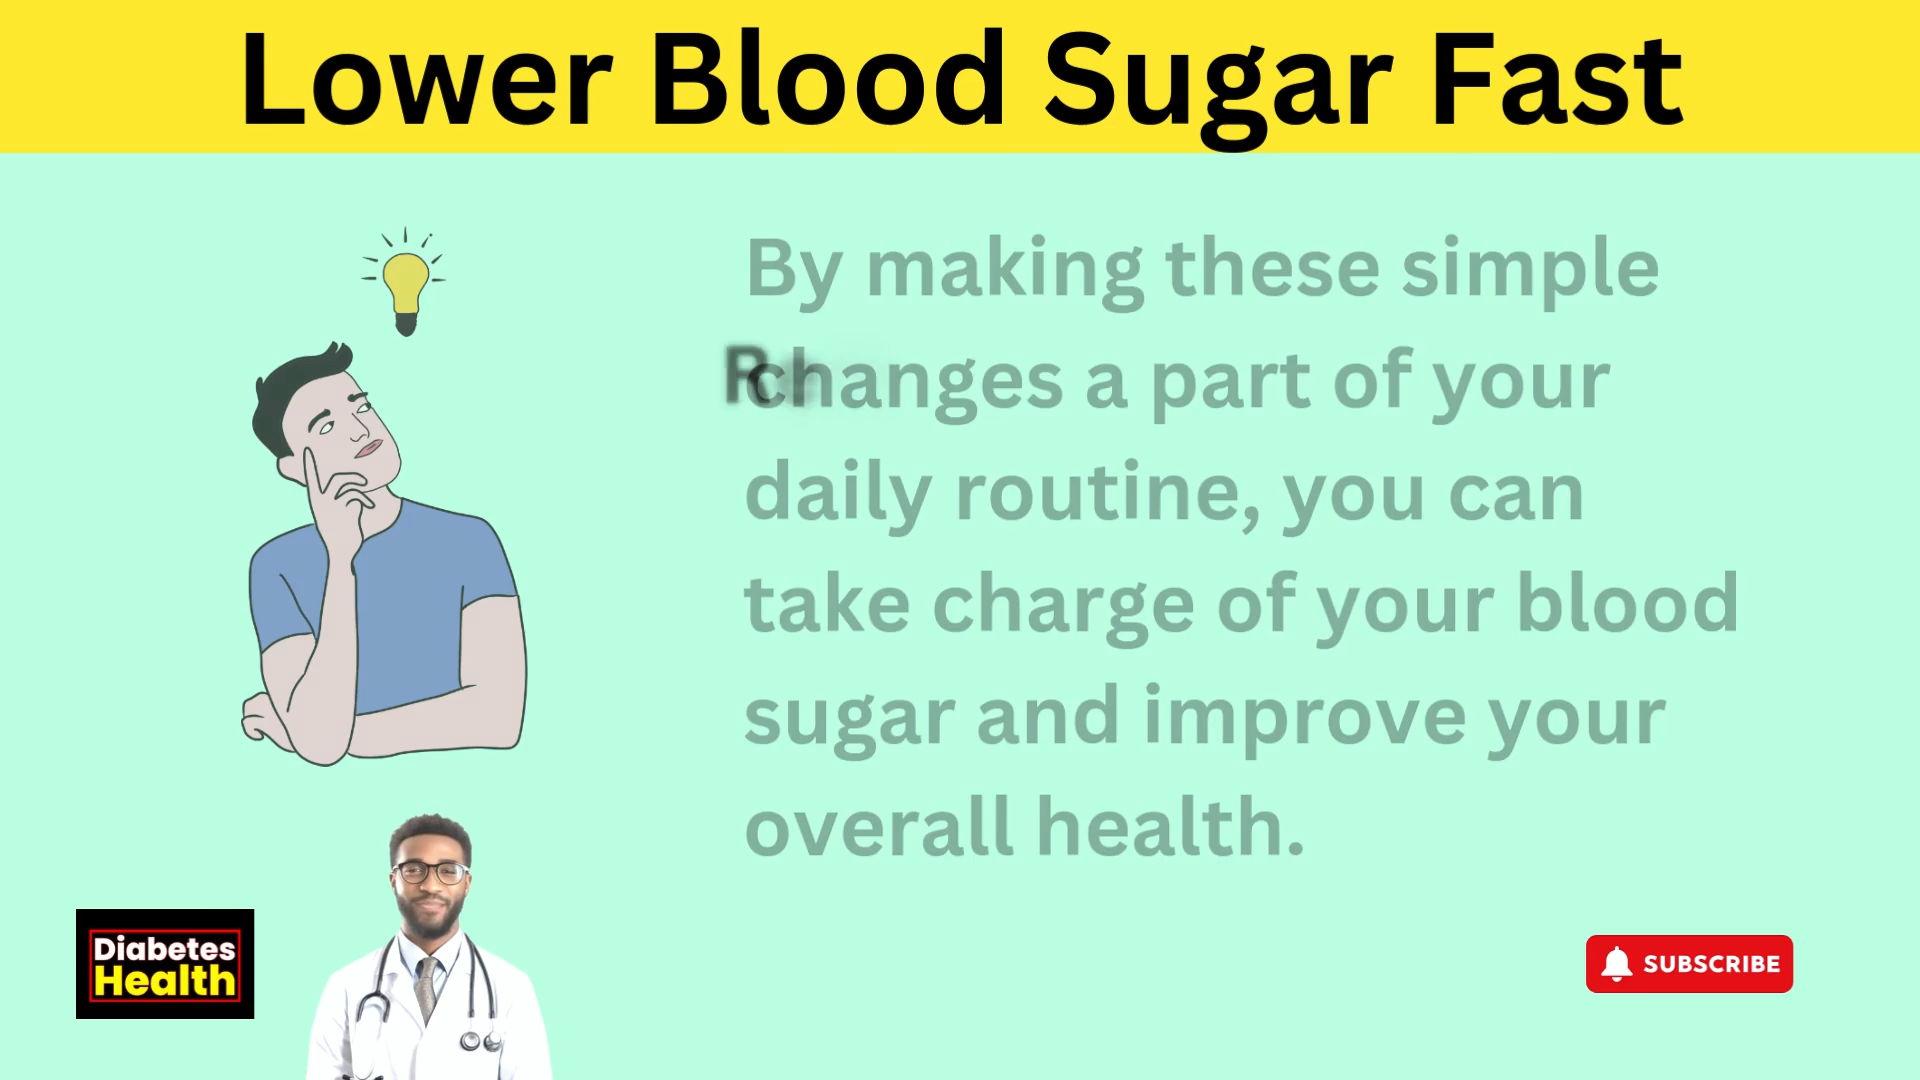 Lower Blood Sugar Fast
By making these simple
changes a part of your
daily routine, you can
take charge of your blood
sugar and improve your
overall health.
Diabetes
Health
SUBSCRIBE